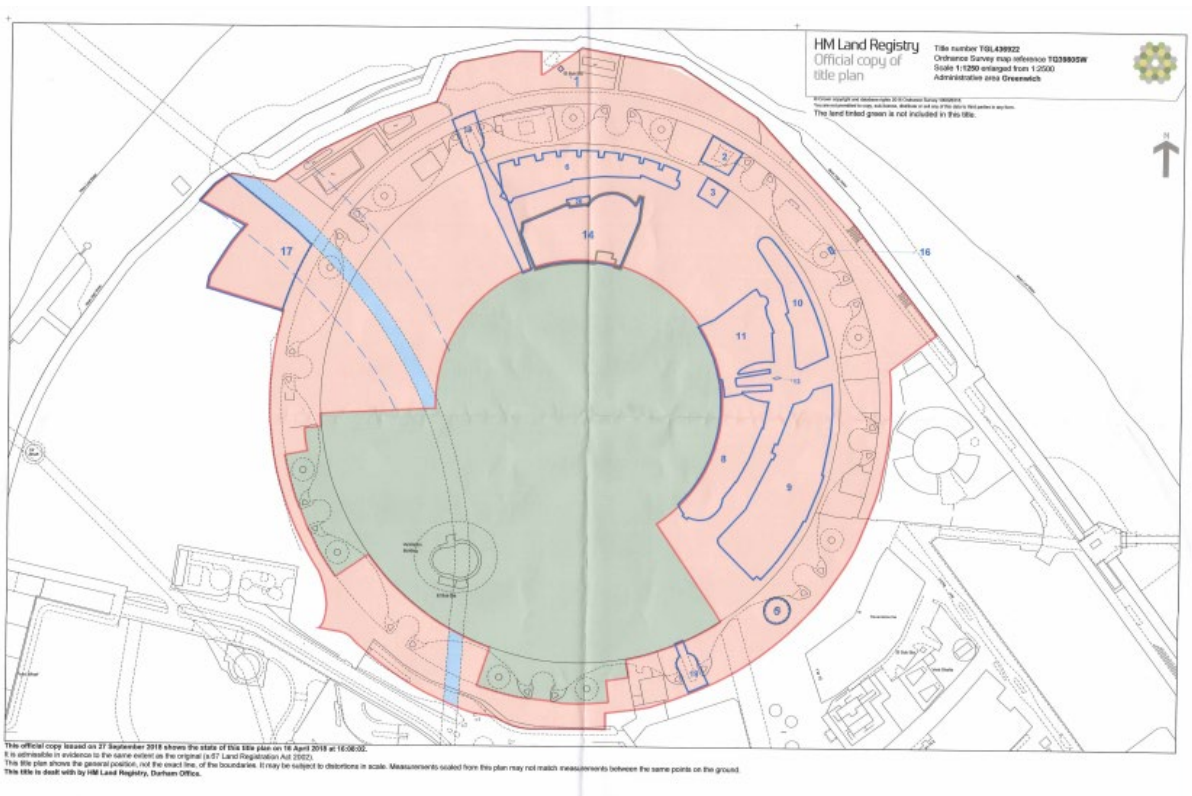 HM Land Registry
Official copy of
title plan
Title number TGL436922
Ordnance Survey map reference TQ3980SW
Scale 1:1250 enlarged from 1:2500
Administrative area Greenwich
The land tinted green is not included in this title.
N
1
2
3
6
14
16
17
10
11
12
8
9
El Sub Sta
This official copy issued on 27 September 2018 shows the state of this title plan on 16 April 2018 at 16:08:02.
It is admissible in evidence to the same extent as the original (s.67 Land Registration Act 2002).
This title plan shows the general position, not the exact line, of the boundaries. It may be subject to distortions in scale. Measurements scaled from this plan may not match measurements between the same points on the ground.
This title is dealt with by HM Land Registry, Durham Office.